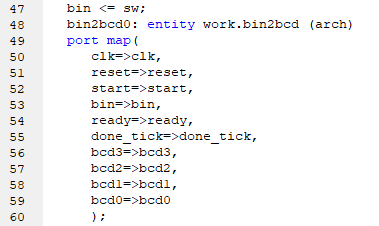 47 bin <= sw;
48 bin2bcd0: entity work.bin2bcd (arch)
49 port map(
50 clk=>clk,
51 reset=>reset,
52 start=>start,
53 bin=>bin,
54 ready=>ready,
55 done_tick=>done_tick,
56 bcd3=>bcd3,
57 bcd2=>bcd2,
58 bcd1=>bcd1,
59 bcd0=>bcd0
60 );